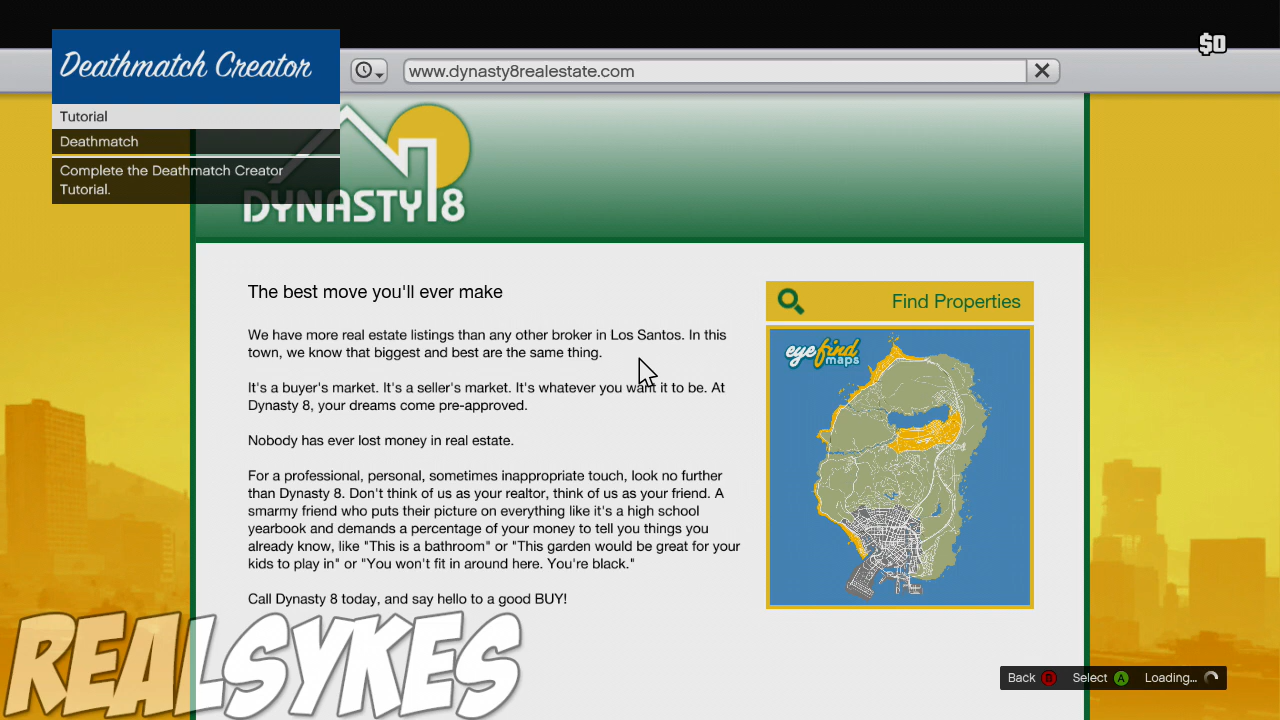 $0
Deathmatch Creator
www.dynasty8realestate.com
Tutorial
Deathmatch
Complete the Deathmatch Creator
Tutorial.
DYNASTY 8
The best move you'll ever make
We have more real estate listings than any other broker in Los Santos. In this
town, we know that biggest and best are the same thing.
It's a buyer's market. It's a seller's market. It's whatever you want it to be. At
Dynasty 8, your dreams come pre-approved.
Nobody has ever lost money in real estate.
For a professional, personal, sometimes inappropriate touch, look no further
than Dynasty 8. Don't think of us as your realtor, think of us as your friend. A
smarmy friend who puts their picture on everything like it's a high school
yearbook and demands a percentage of your money to tell you things you
already know, like "This is a bathroom" or "This garden would be great for your
kids to play in" or "You won't fit in around here. You're black."
Call Dynasty 8 today, and say hello to a good BUY!
Find Properties
eyefind
maps
REALSYKES
Back B Select A Loading...